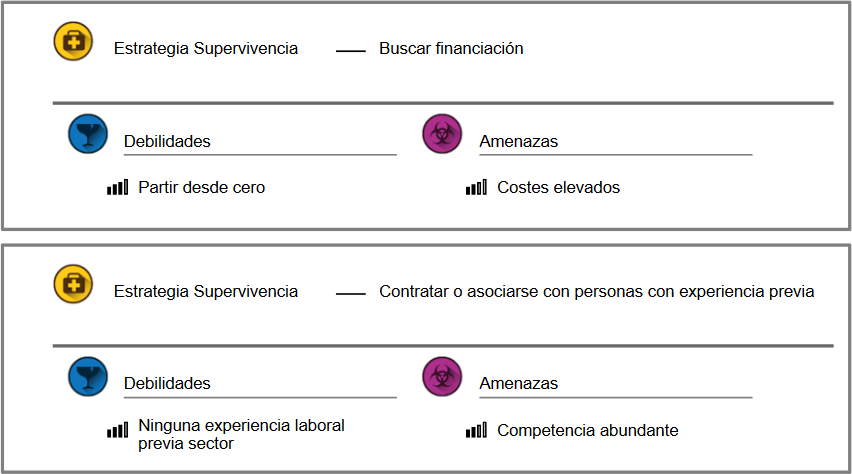 Estrategia Supervivencia — Buscar financiación
Debilidades
Amenazas
Partir desde cero
Costes elevados
Estrategia Supervivencia — Contratar o asociarse con personas con experiencia previa
Debilidades
Amenazas
Ninguna experiencia laboral
previa sector
Competencia abundante